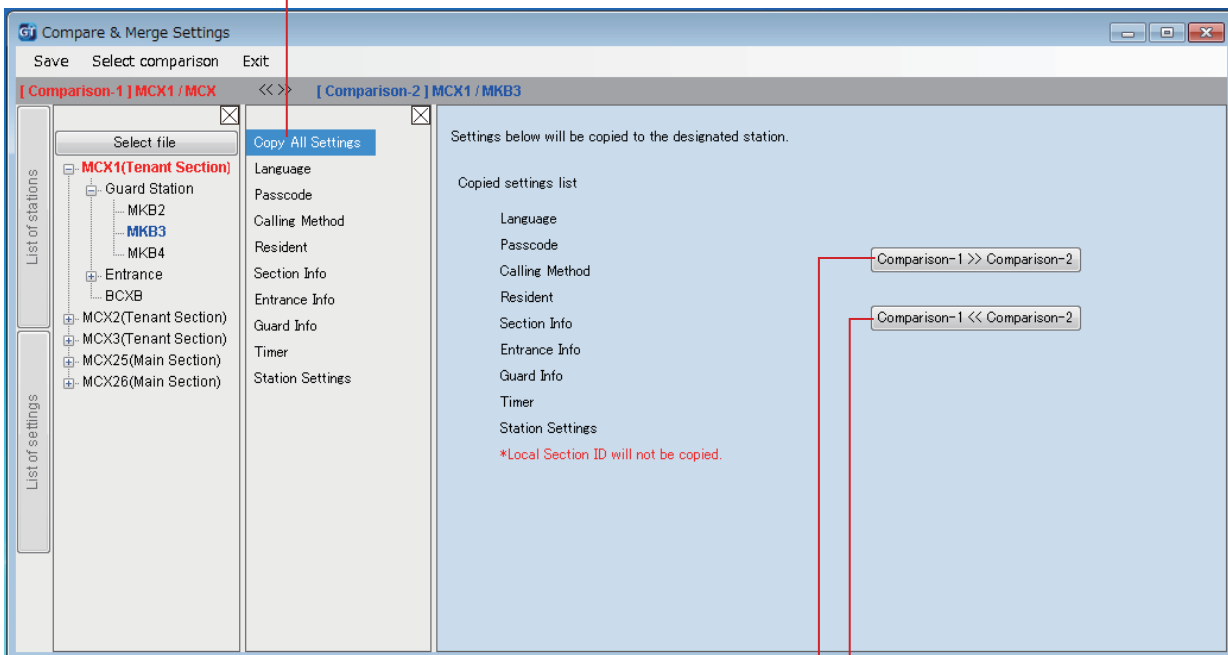 GT Compare & Merge Settings
Save Select comparison Exit
[ Comparison-1 ] MCX1 / MCX << >> [ Comparison-2 ] MCX1 / MKB3
List of stations
List of settings
Select file
MCX1(Tenant Section)
Guard Station
MKB2
MKB3
MKB4
Entrance
BCXB
MCX2(Tenant Section)
MCX3(Tenant Section)
MCX25(Main Section)
MCX26(Main Section)
Copy All Settings
Language
Passcode
Calling Method
Resident
Section Info
Entrance Info
Guard Info
Timer
Station Settings
Settings below will be copied to the designated station.
Copied settings list
Language
Passcode
Calling Method
Resident
Section Info
Entrance Info
Guard Info
Timer
Station Settings
*Local Section ID will not be copied.
Comparison-1 >> Comparison-2
Comparison-1 << Comparison-2